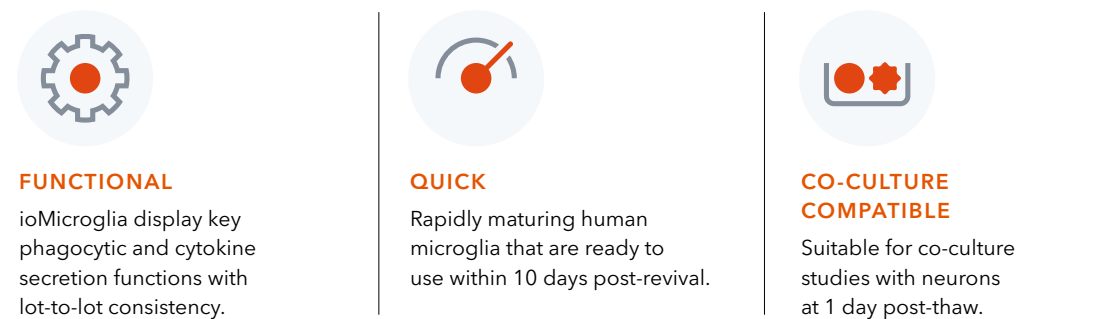 FUNCTIONAL
ioMicroglia display key
phagocytic and cytokine
secretion functions with
lot-to-lot consistency.
QUICK
Rapidly maturing human
microglia that are ready to
use within 10 days post-revival.
CO-CULTURE
COMPATIBLE
Suitable for co-culture
studies with neurons
at 1 day post-thaw.